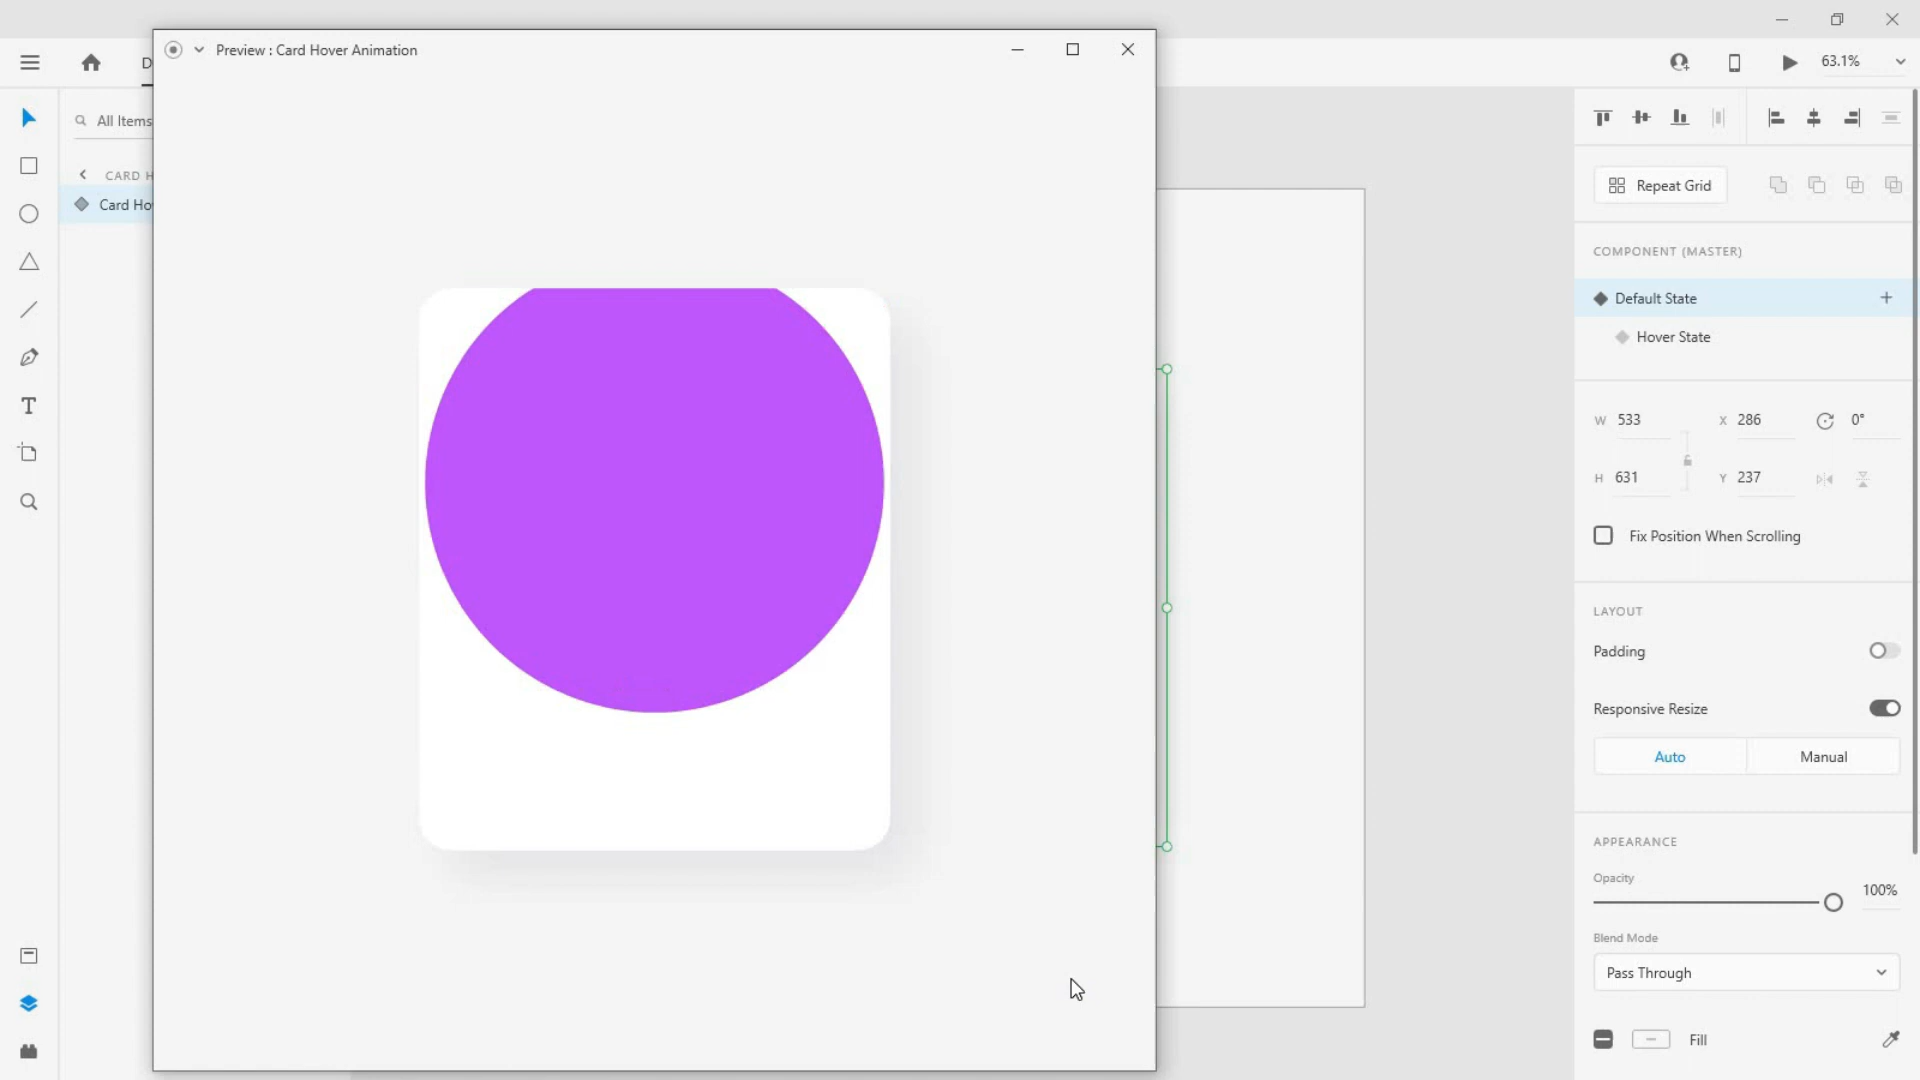 Preview : Card Hover Animation
D
63.1%
All Items
CARD H
Card Ho
Repeat Grid
COMPONENT (MASTER)
Default State
+
Hover State
W 533
X 286
0°
H 631
Y 237
Fix Position When Scrolling
LAYOUT
Padding
Responsive Resize
Auto
Manual
APPEARANCE
Opacity
100%
Blend Mode
Pass Through
Fill
T